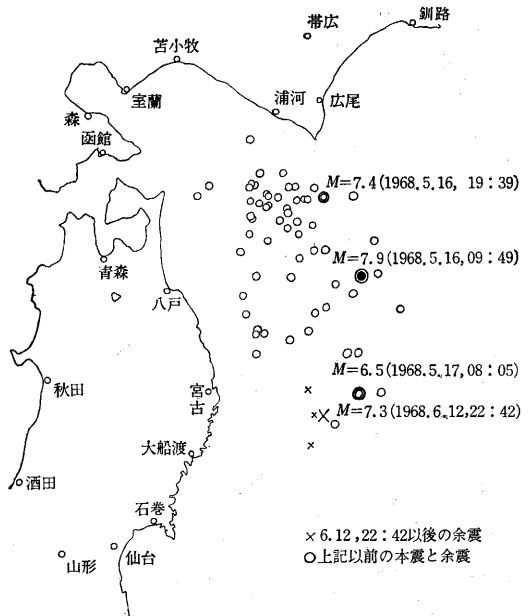 釧路
帯広
苫小牧
浦河
広尾
室蘭
森
函館
M=7.4(1968.5.16, 19:39)
M=7.9(1968.5.16,09:49)
青森
八戸
M=6.5(1968.5.17,08:05)
秋田
宮古
M=7.3(1968.6.12,22:42)
大船渡
酒田
石巻
×6.12,22:42以後の余震
○上記以前の本震と余震
山形
仙台